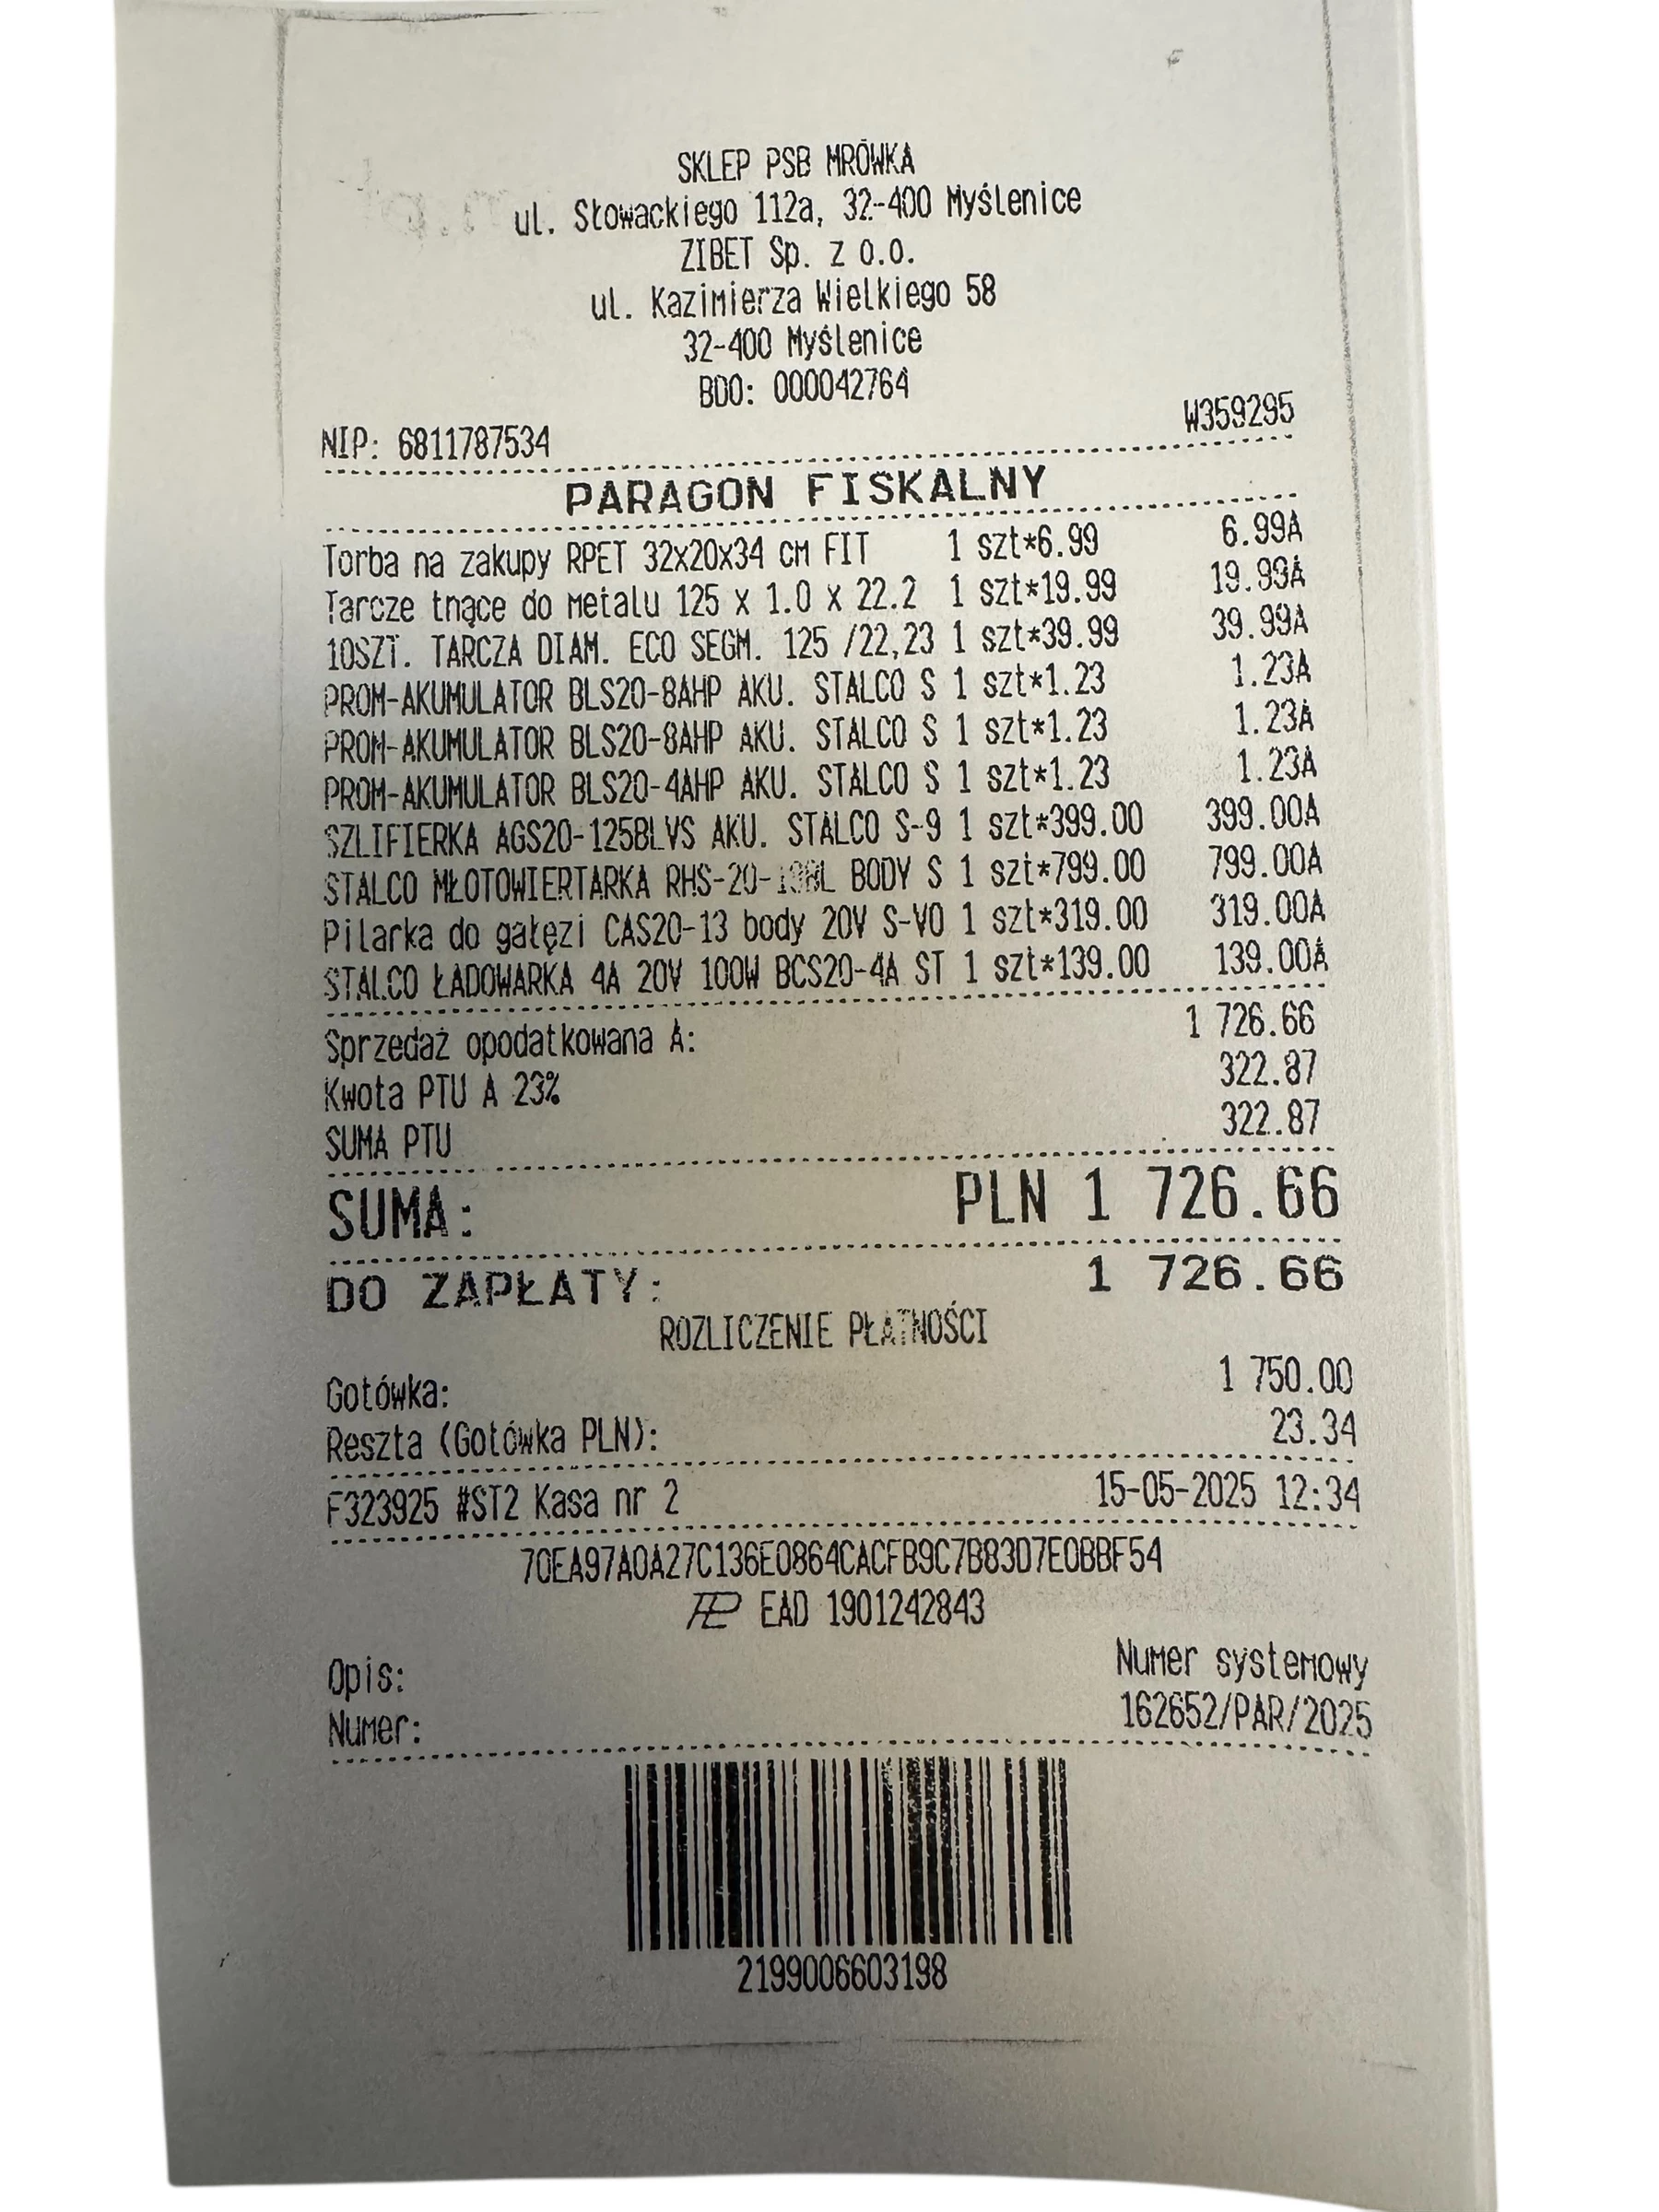 SKLEP PSB MRÓWKA
ul. Słowackiego 112a, 32-400 Myślenice
ZIBET Sp. z o.o.
ul. Kazimierza Wielkiego 58
32-400 Myślenice
BDO: 000042764
NIP: 6811787534 W359295
PARAGON FISKALNY
Torba na zakupy RPET 32x20x34 cm FIT 1 szt*6.99 6.99A
Tarcze tnące do metalu 125 x 1.0 x 22.2 1 szt*19.99 19.99A
10SZT. TARCZA DIAM. ECO SEGM. 125 /22,23 1 szt*39.99 39.99A
PROM-AKUMULATOR BLS20-8AHP AKU. STALCO S 1 szt*1.23 1.23A
PROM-AKUMULATOR BLS20-8AHP AKU. STALCO S 1 szt*1.23 1.23A
PROM-AKUMULATOR BLS20-4AHP AKU. STALCO S 1 szt*1.23 1.23A
SZLIFIERKA AGS20-125BLVS AKU. STALCO S-9 1 szt*399.00 399.00A
STALCO MŁOTOWIERTARKA BODY S 1 szt*799.00 799.00A
Pilarka do gałęzi CAS20-13 body 20V S-VO 1 szt*319.00 319.00A
STALCO ŁADOWARKA 4A 20V 100W BCS20-4A ST 1 szt*139.00 139.00A
Sprzedaż opodatkowana A: 1 726.66
Kwota PTU A 23% 322.87
SUMA PTU 322.87
SUMA: PLN 1 726.66
DO ZAPŁATY: 1 726.66
ROZLICZENIE PŁATNOŚCI
Gotówka: 1 750.00
Reszta (Gotówka PLN): 23.34
F323925 #ST2 Kasa nr 2 15-05-2025 12:34
70EA97A0A27C136E0864CACFB9C7B83D7E0BBF54
EAD 1901242843
Opis: Numer systemowy
Numer: 162652/PAR/2025
2199006603198